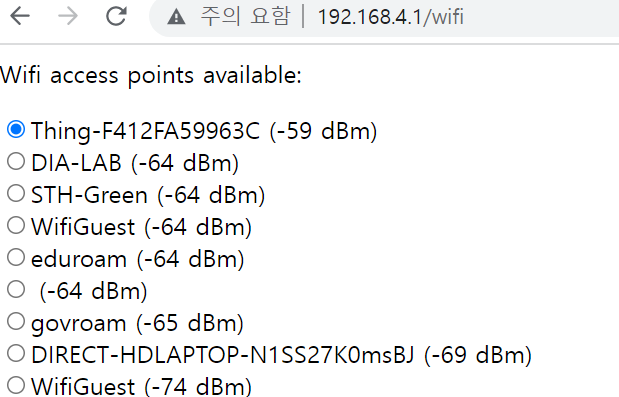 주의 요함 192.168.4.1/wifi
Wifi access points available:
Thing-F412FA59963C (-59 dBm)
DIA-LAB (-64 dBm)
STH-Green (-64 dBm)
WifiGuest (-64 dBm)
eduroam (-64 dBm)
(-64 dBm)
govroam (-65 dBm)
DIRECT-HDLAPTOP-N1SS27K0msBJ (-69 dBm)
WifiGuest (-74 dBm)